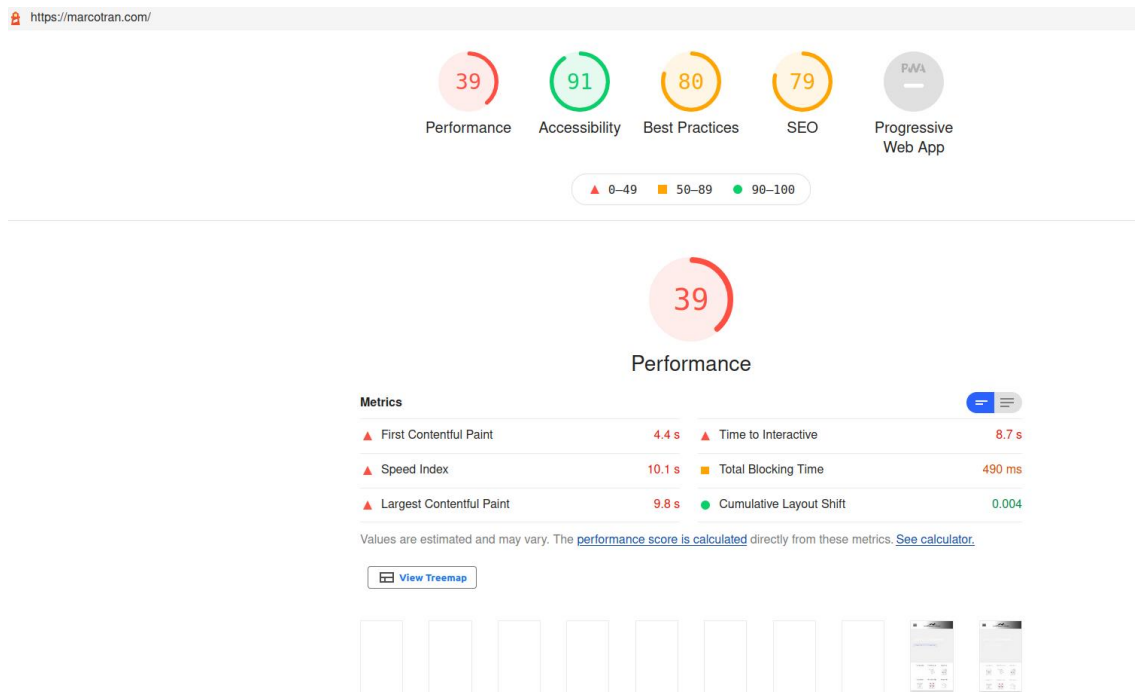 https://marcotran.com/
39
91
80
79
PWA
Performance
Accessibility
Best Practices
SEO
Progressive
Web App
0–49
50–89
90–100
39
Performance
Metrics
First Contentful Paint 4.4 s
Time to Interactive 8.7 s
Speed Index 10.1 s
Total Blocking Time 490 ms
Largest Contentful Paint 9.8 s
Cumulative Layout Shift 0.004
Values are estimated and may vary. The performance score is calculated directly from these metrics. See calculator.
View Treemap